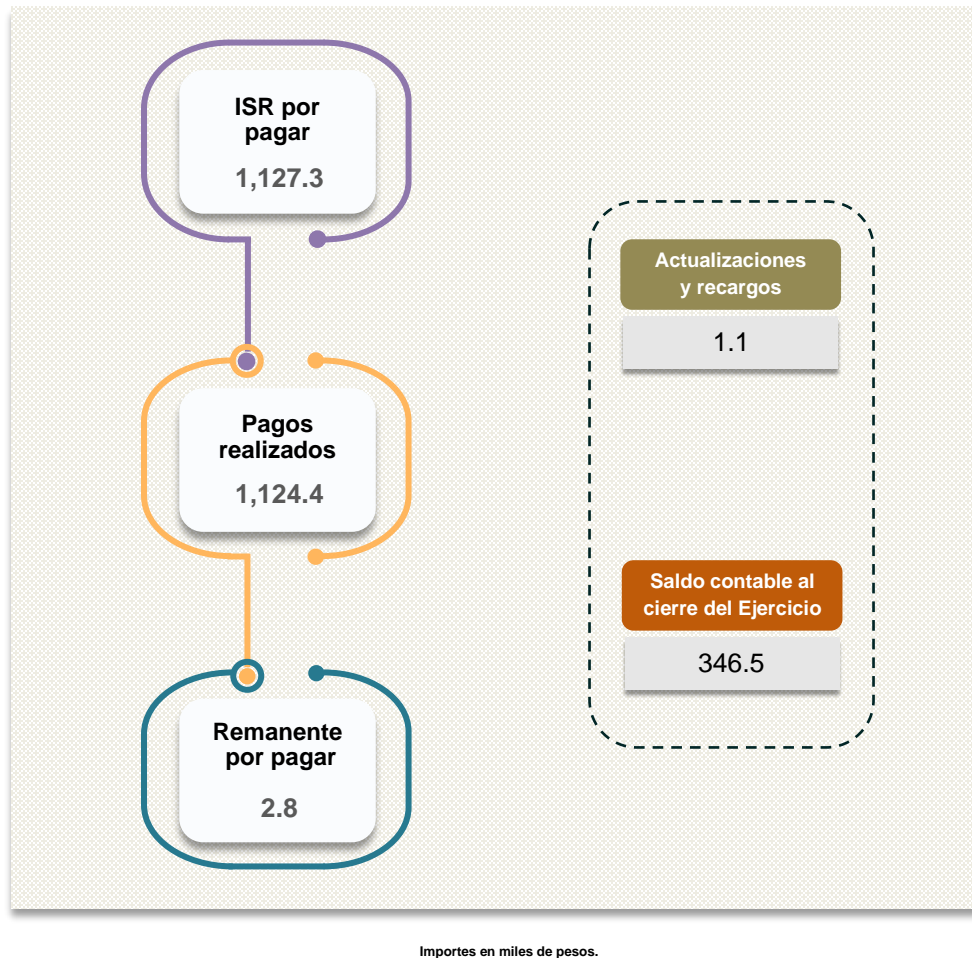 ISR por
pagar
1,127.3
Pagos
realizados
1,124.4
Remanente
por pagar
2.8
Actualizaciones
y recargos
1.1
Saldo contable al
cierre del Ejercicio
346.5
Importes en miles de pesos.